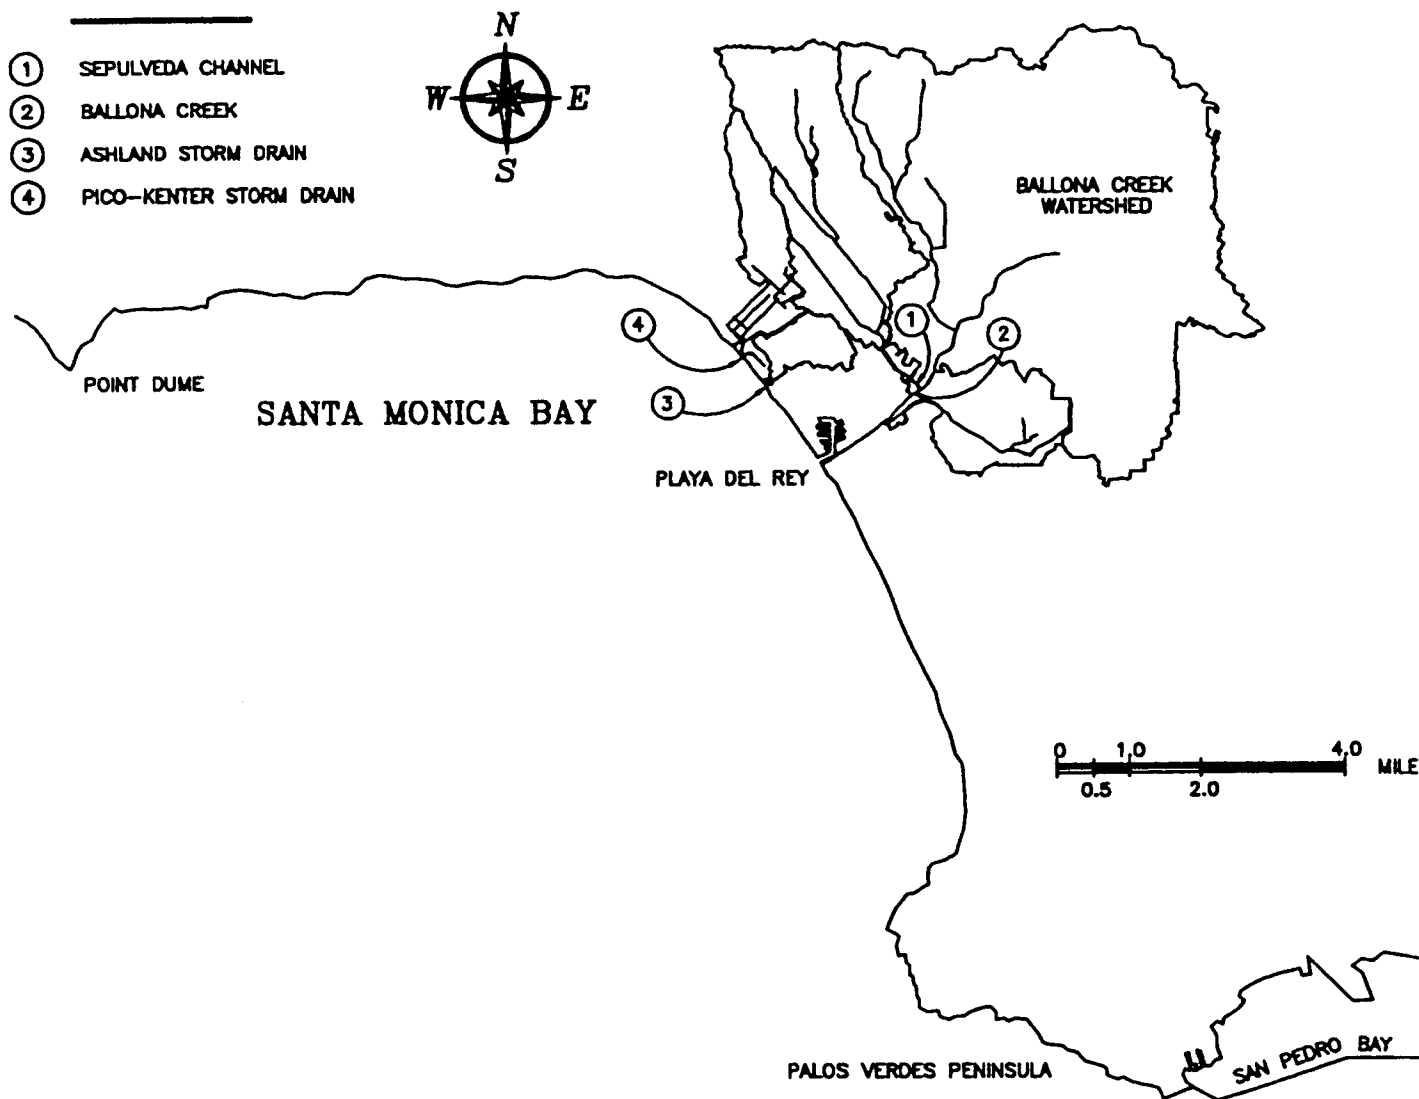 N
W E
S
1 SEPULVEDA CHANNEL
2 BALLONA CREEK
3 ASHLAND STORM DRAIN
4 PICO-KENTER STORM DRAIN
BALLONA CREEK
WATERSHED
1
2
4
3
POINT DUME
SANTA MONICA BAY
PLAYA DEL REY
0 1.0 4.0
MILE
0.5 2.0
PALOS VERDES PENINSULA
SAN PEDRO BAY